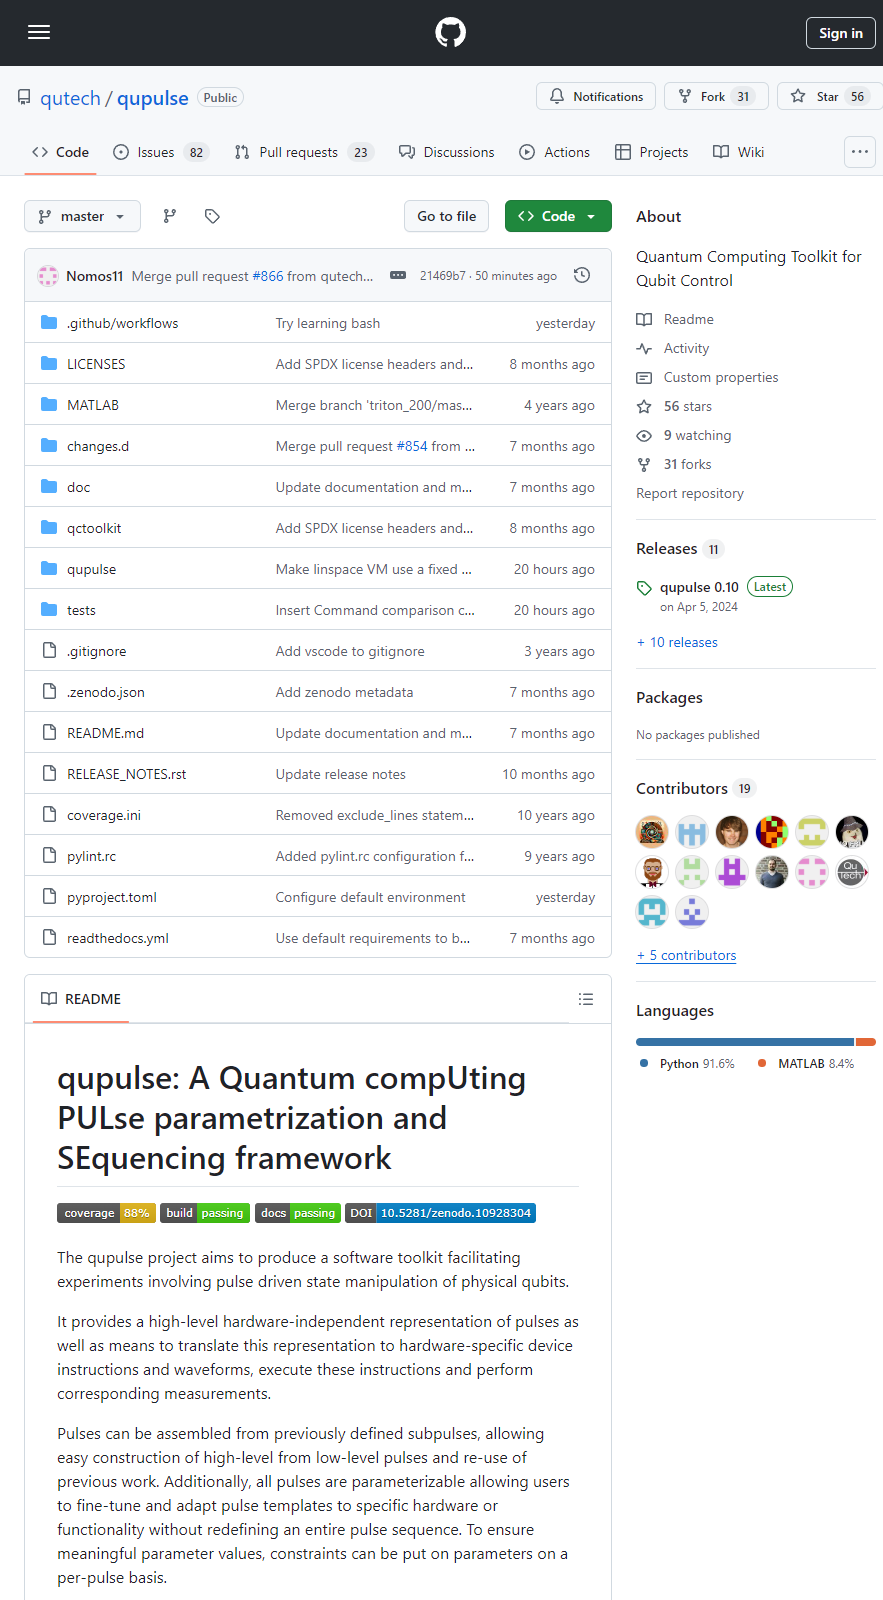 Sign in
qutech / qupulse Public
Notifications Fork 31 Star 56
Code Issues 82 Pull requests 23 Discussions Actions Projects Wiki
master Go to file Code
Nomos11 Merge pull request #866 from qutech... 21469b7 · 50 minutes ago
.github/workflows Try learning bash yesterday
LICENSES Add SPDX license headers and... 8 months ago
MATLAB Merge branch 'triton_200/mas... 4 years ago
changes.d Merge pull request #854 from ... 7 months ago
doc Update documentation and m... 7 months ago
qctoolkit Add SPDX license headers and... 8 months ago
qupulse Make linspace VM use a fixed ... 20 hours ago
tests Insert Command comparison c... 20 hours ago
.gitignore Add vscode to gitignore 3 years ago
.zenodo.json Add zenodo metadata 7 months ago
README.md Update documentation and m... 7 months ago
RELEASE_NOTES.rst Update release notes 10 months ago
coverage.ini Removed exclude_lines statem... 10 years ago
pylint.rc Added pylint.rc configuration f... 9 years ago
pyproject.toml Configure default environment yesterday
readthedocs.yml Use default requirements to b... 7 months ago
README
qupulse: A Quantum compUting
PULse parametrization and
SEquencing framework
coverage 88% build passing docs passing DOI 10.5281/zenodo.10928304
The qupulse project aims to produce a software toolkit facilitating
experiments involving pulse driven state manipulation of physical qubits.
It provides a high-level hardware-independent representation of pulses as
well as means to translate this representation to hardware-specific device
instructions and waveforms, execute these instructions and perform
corresponding measurements.
Pulses can be assembled from previously defined subpulses, allowing
easy construction of high-level from low-level pulses and re-use of
previous work. Additionally, all pulses are parameterizable allowing users
to fine-tune and adapt pulse templates to specific hardware or
functionality without redefining an entire pulse sequence. To ensure
meaningful parameter values, constraints can be put on parameters on a
per-pulse basis.
About
Quantum Computing Toolkit for
Qubit Control
Readme
Activity
Custom properties
56 stars
9 watching
31 forks
Report repository
Releases 11
qupulse 0.10 Latest
on Apr 5, 2024
+ 10 releases
Packages
No packages published
Contributors 19
Qu
Tech
+ 5 contributors
Languages
Python 91.6% MATLAB 8.4%